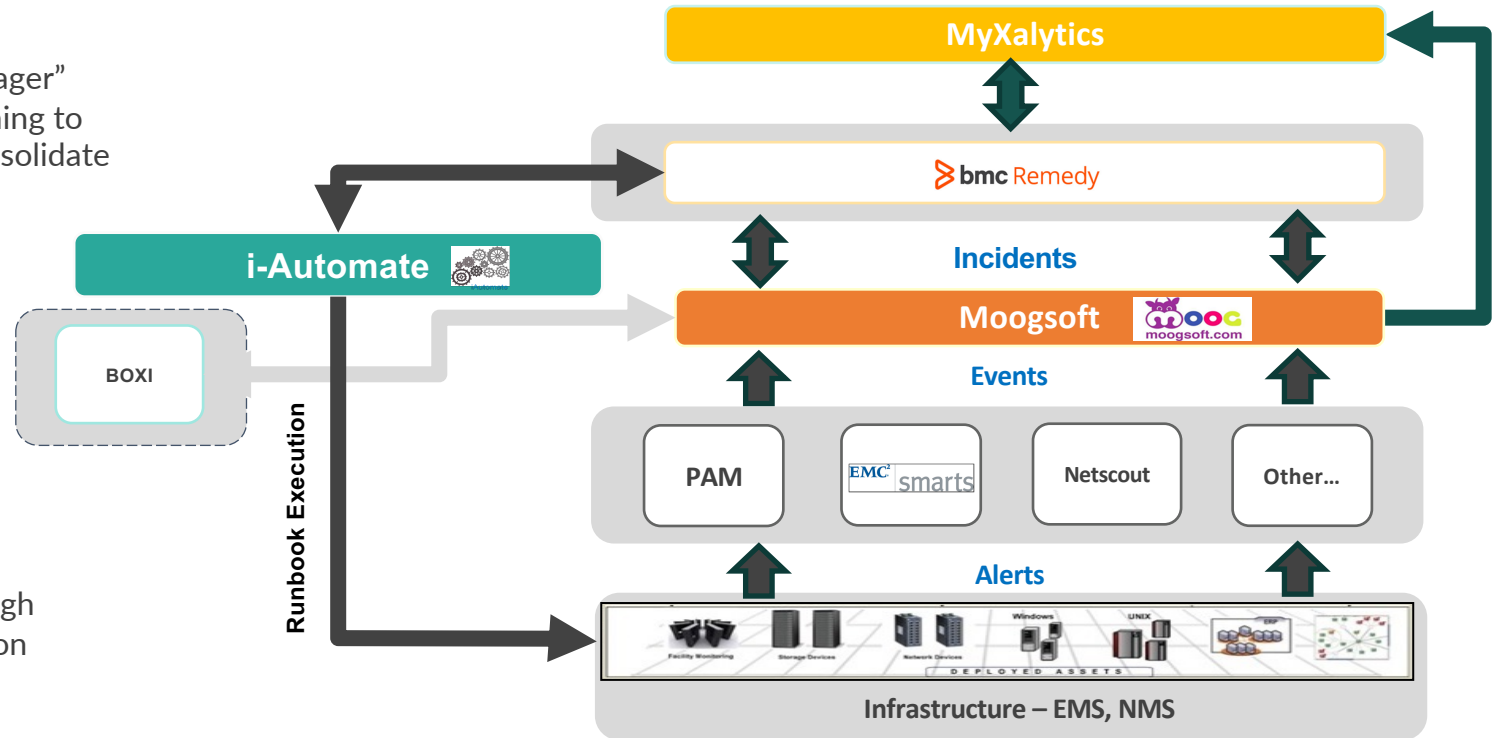 MyXalytics
ager”
ning to
solidate
bmc Remedy
i-Automate
iAutomate
Incidents
Moogsoft
MOOG
moogsoft.com
BOXI
Events
Runbook Execution
PAM
EMC² smarts
Netscout
Other...
Alerts
gh
on
Windows
UNIX
ERP
Facility Monitoring
Storage Devices
Network Devices
DEPLOYED ASSETS
Infrastructure – EMS, NMS